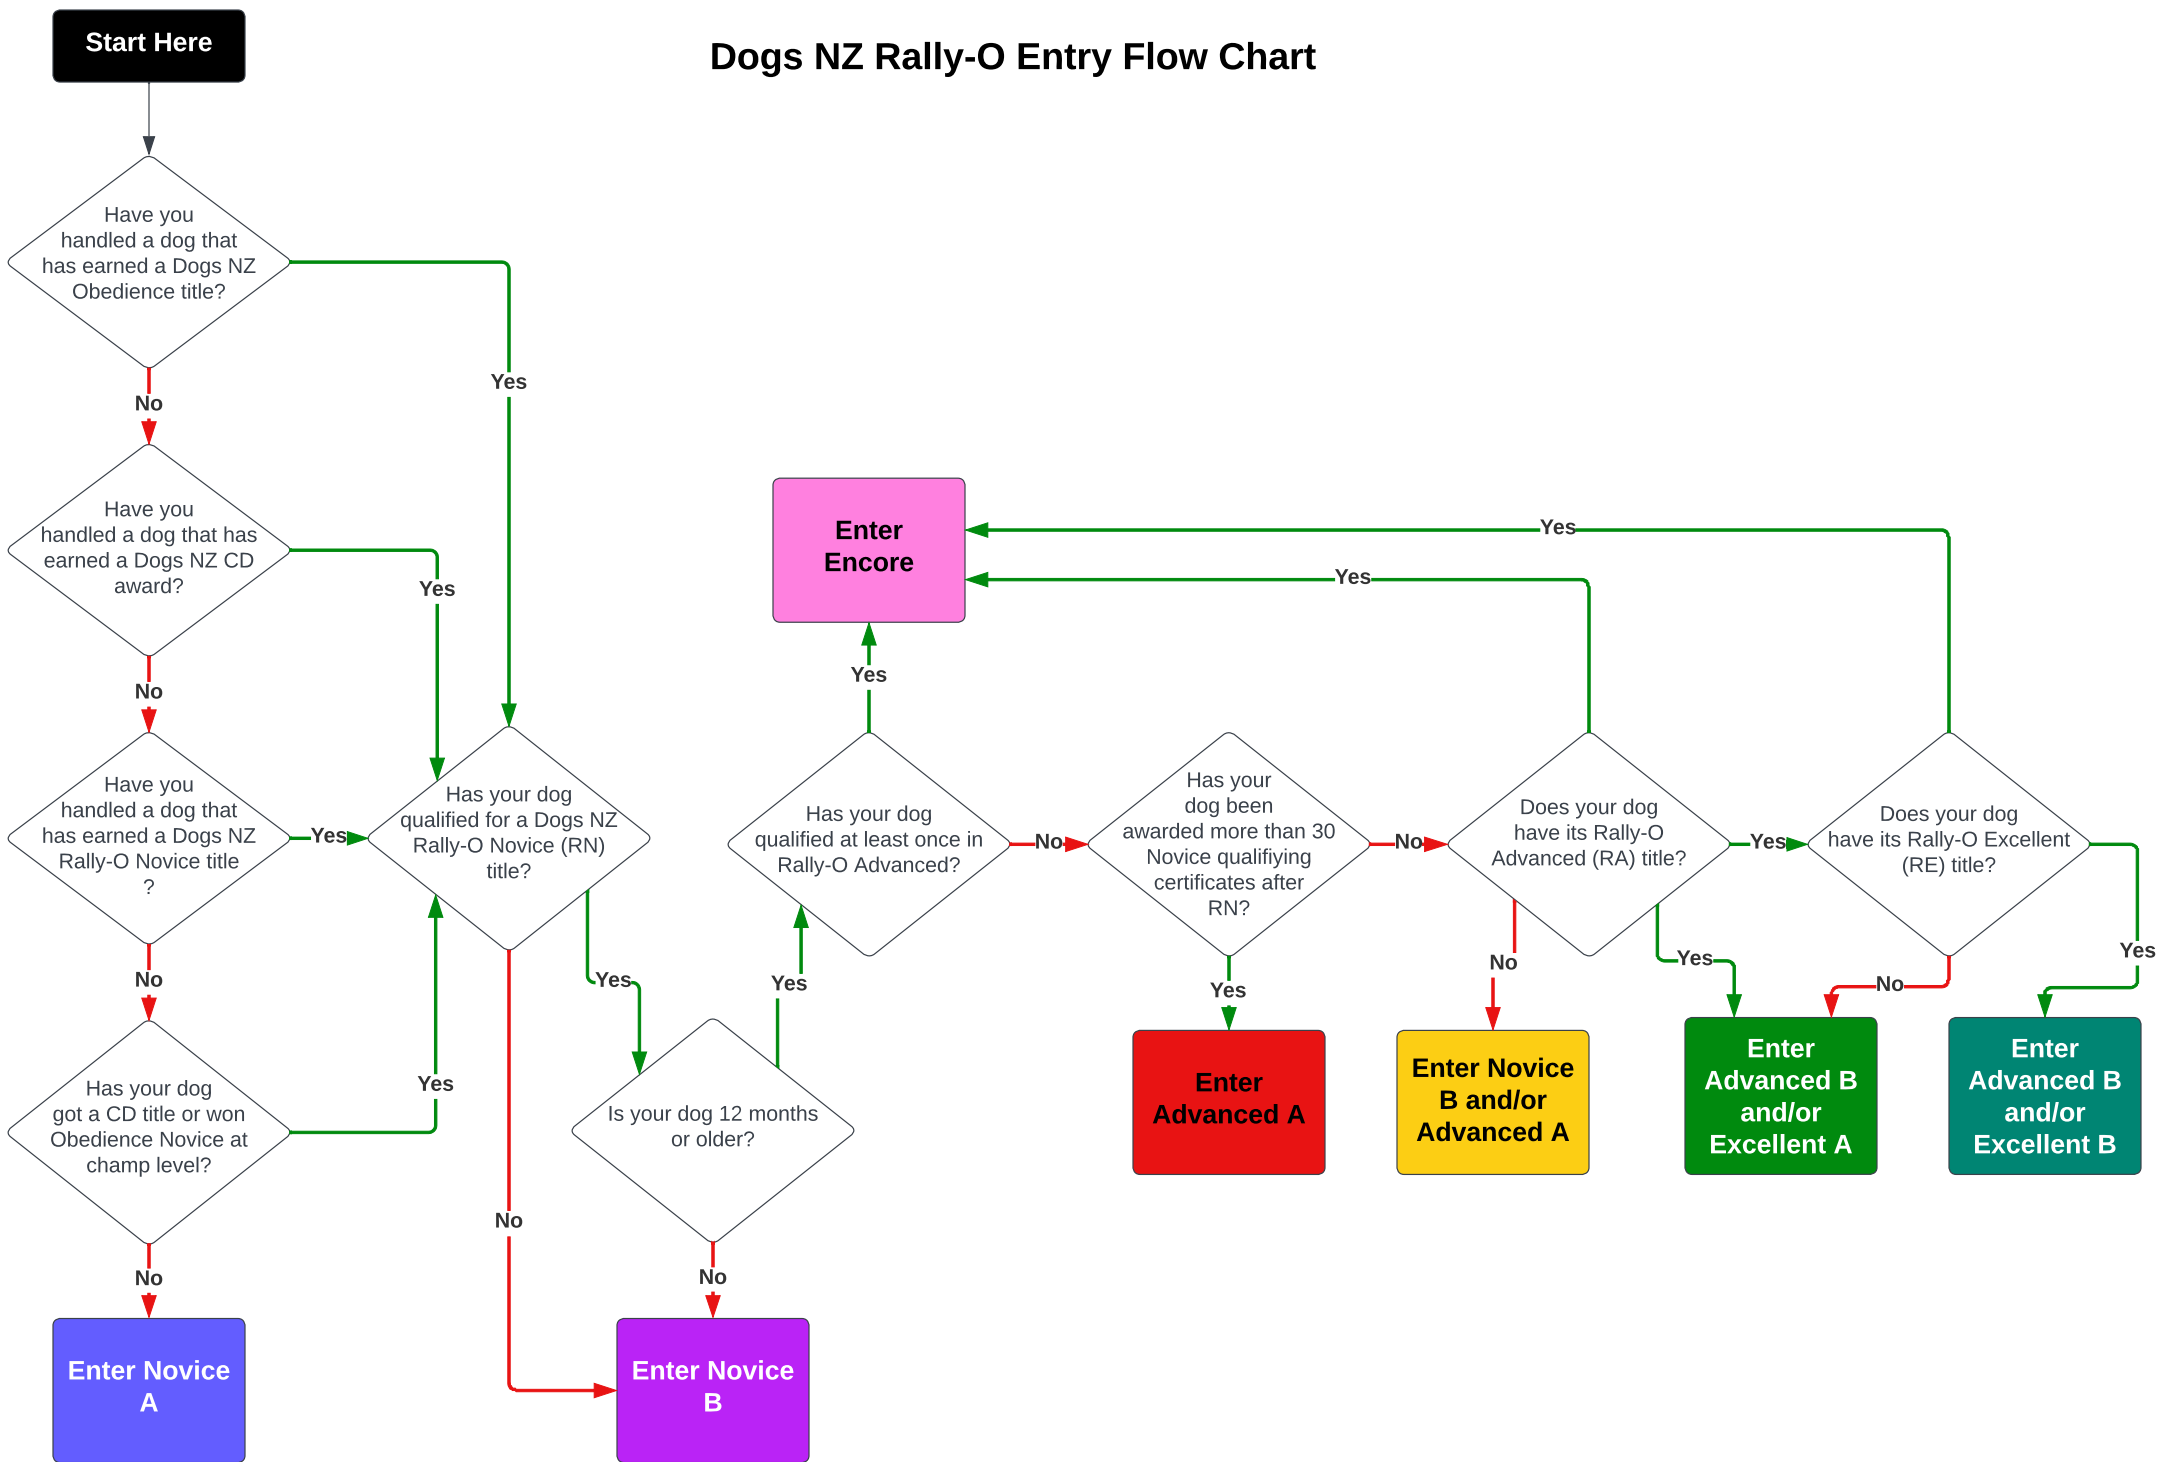 Start Here
Dogs NZ Rally-O Entry Flow Chart
Have you
handled a dog that
has earned a Dogs NZ
Obedience title?
Yes
No
Have you
handled a dog that has
earned a Dogs NZ CD
award?
Yes
No
Have you
handled a dog that
has earned a Dogs NZ
Rally-O Novice title
?
Yes
No
Has your dog
got a CD title or won
Obedience Novice at
champ level?
Yes
No
Enter Novice
A
Has your dog
qualified for a Dogs NZ
Rally-O Novice (RN)
title?
Yes
No
Is your dog 12 months
or older?
Yes
No
Enter Novice
B
Has your dog
qualified at least once in
Rally-O Advanced?
Yes
No
Enter
Encore
Yes
Yes
Has your
dog been
awarded more than 30
Novice qualifiying
certificates after
RN?
Yes
No
Enter
Advanced A
Does your dog
have its Rally-O
Advanced (RA) title?
Yes
No
Yes
Enter Novice
B and/or
Advanced A
Does your dog
have its Rally-O Excellent
(RE) title?
No
Yes
Enter
Advanced B
and/or
Excellent A
Enter
Advanced B
and/or
Excellent B